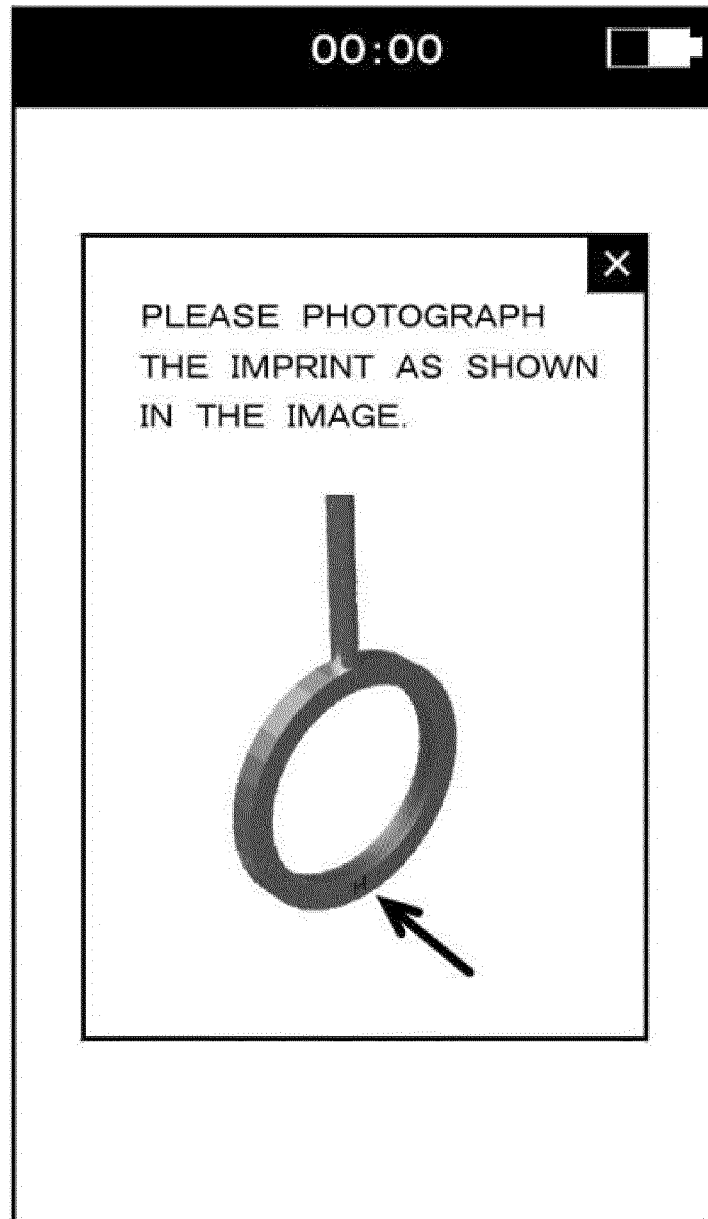 00:00
×
PLEASE PHOTOGRAPH
THE IMPRINT AS SHOWN
IN THE IMAGE.
H